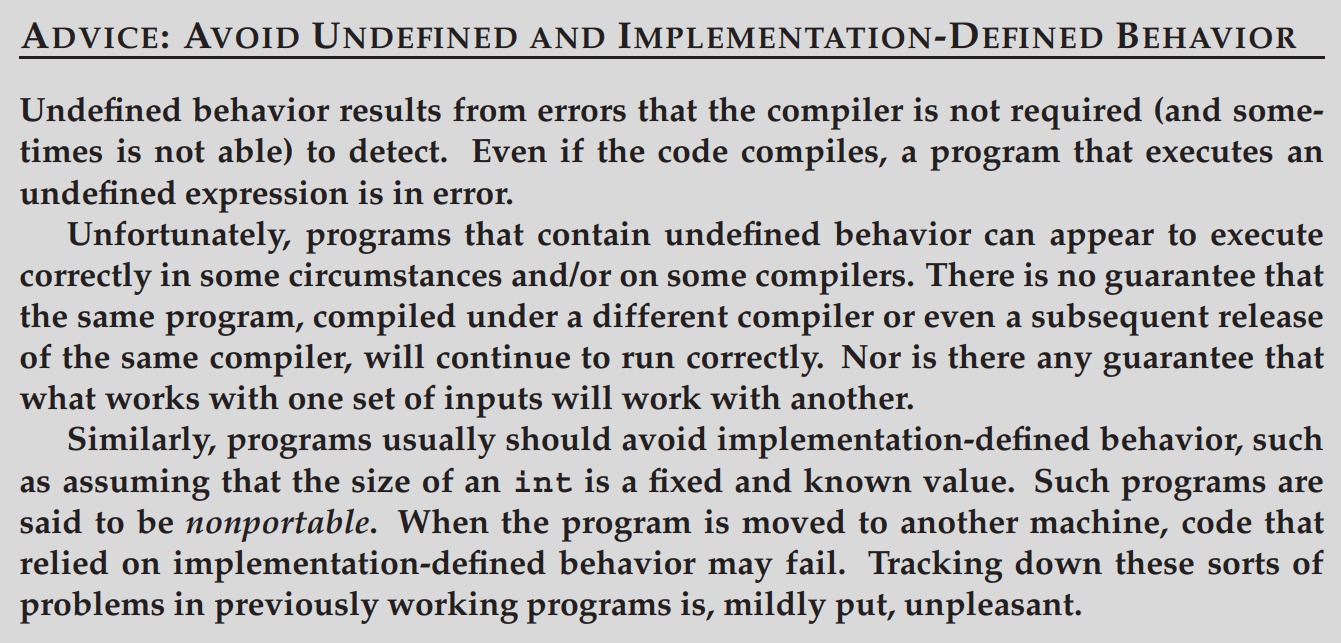 ADVICE: AVOID UNDEFINED AND IMPLEMENTATION-DEFINED BEHAVIOR
Undefined behavior results from errors that the compiler is not required (and some-
times is not able) to detect. Even if the code compiles, a program that executes an
undefined expression is in error.
Unfortunately, programs that contain undefined behavior can appear to execute
correctly in some circumstances and/or on some compilers. There is no guarantee that
the same program, compiled under a different compiler or even a subsequent release
of the same compiler, will continue to run correctly. Nor is there any guarantee that
what works with one set of inputs will work with another.
Similarly, programs usually should avoid implementation-defined behavior, such
as assuming that the size of an int is a fixed and known value. Such programs are
said to be nonportable. When the program is moved to another machine, code that
relied on implementation-defined behavior may fail. Tracking down these sorts of
problems in previously working programs is, mildly put, unpleasant.